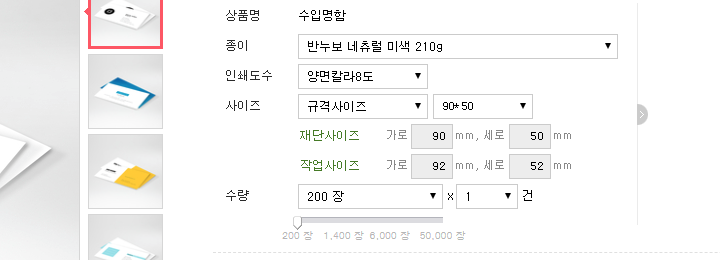 상품명 수입명함
종이 반누보 네츄럴 미색 210g
인쇄도수 양면칼라8도
사이즈 규격사이즈 90*50
재단사이즈 가로 90 mm, 세로 50 mm
작업사이즈 가로 92 mm, 세로 52 mm
수량 200 장 x 1 건
200 장 1,400 장 6,000 장 50,000 장